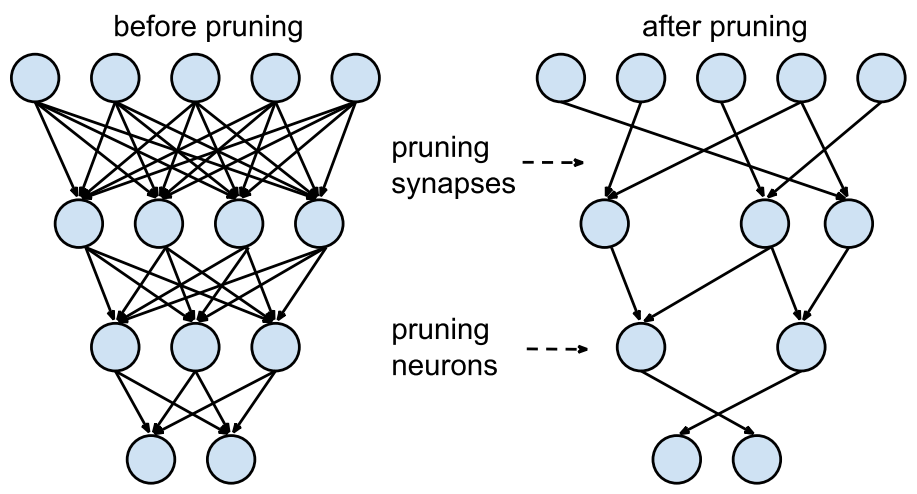 before pruning
after pruning
pruning
synapses
pruning
neurons